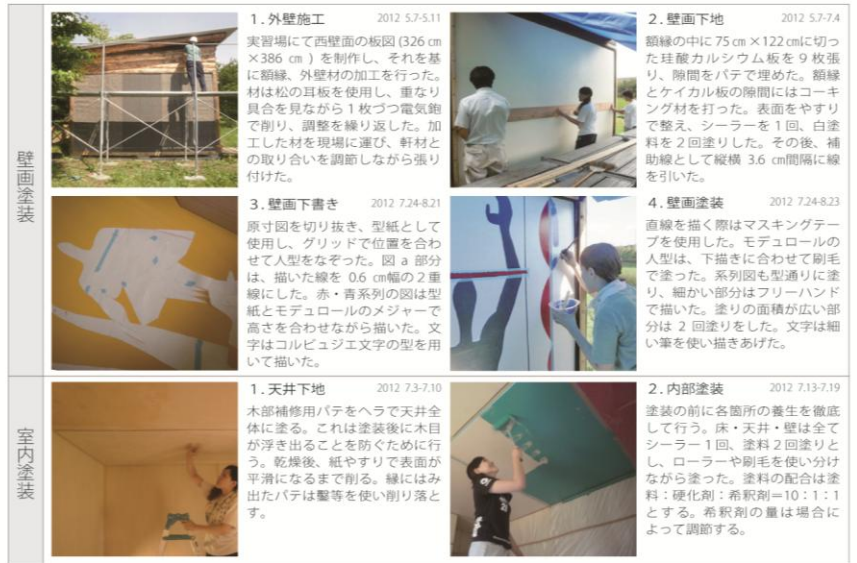 壁画塗装
1. 外壁施工 2012 5.7-5.11
実習場にて西壁面の板図 (326 ㎝
×386 ㎝ ) を制作し、それを基
に額縁、外壁材の加工を行った。
材は松の耳板を使用し、重なり
具合を見ながら 1 枚づつ電気鉋
で削り、調整を繰り返した。加
工した材を現場に運び、軒材と
の取り合いを調節しながら張り
付けた。
2. 壁画下地 2012 5.7-7.4
額縁の中に 75 ㎝ ×122 ㎝に切っ
た珪酸カルシウム板を 9 枚張
り、隙間をパテで埋めた。額縁
とケイカル板の隙間にはコーキ
ング材を打った。表面をやすり
で整え、シーラーを 1 回、白塗
料を 2 回塗りした。その後、補
助線として縦横 3.6 ㎝間隔に線
を引いた。
3. 壁画下書き 2012 7.24-8.21
原寸図を切り抜き、型紙として
使用し、グリッドで位置を合わ
せて人型をなぞった。図 a 部分
は、描いた線を 0.6 ㎝幅の 2 重
線にした。赤・青系列の図は型
紙とモデュロールのメジャーで
高さを合わせながら描いた。文
字はコルビュジエ文字の型を用
いて描いた。
4. 壁画塗装 2012 7.24-8.23
直線を描く際はマスキングテー
プを使用した。モデュロールの
人型は、下描きに合わせて刷毛
で塗った。系列図も型通りに塗
り、細かい部分はフリーハンド
で描いた。塗りの面積が広い部
分は 2 回塗りをした。文字は細
い筆を使い描きあげた。
室内塗装
1. 天井下地 2012 7.3-7.10
木部補修用パテをヘラで天井全
体に塗る。これは塗装後に木目
が浮き出ることを防ぐために行
う。乾燥後、紙やすりで表面が
平滑になるまで削る。縁にはみ
出たパテは鑿等を使い削り落と
す。
2. 内部塗装 2012 7.13-7.19
塗装の前に各箇所の養生を徹底
して行う。床・天井・壁は全て
シーラー 1 回、塗料 2 回塗りと
し、ローラーや刷毛を使い分け
ながら塗った。塗料の配合は塗
料：硬化剤：希釈剤＝10：1：1
とする。希釈剤の量は場合に
よって調節する。